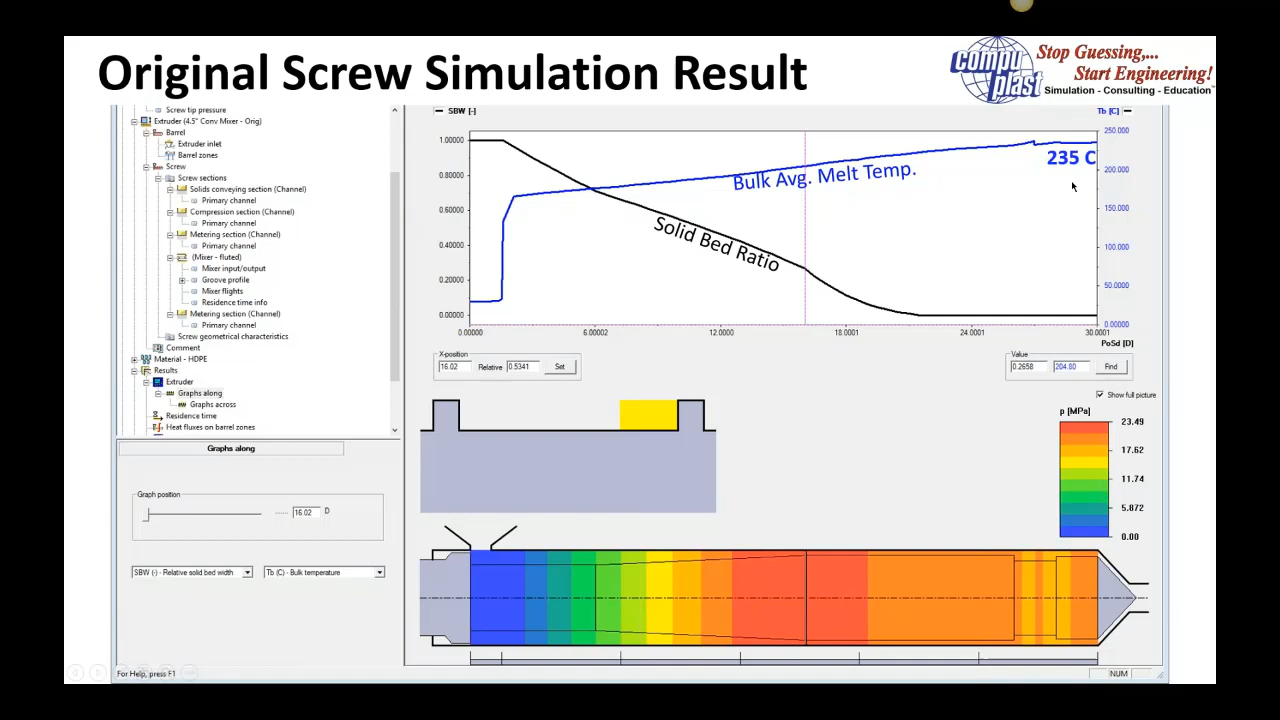 Original Screw Simulation Result
compu
plast
Stop Guessing,...
Start Engineering!
Simulation - Consulting - Education
Screw tip pressure
Extruder (4.5" Conv Mixer - Orig)
Barrel
Extruder inlet
Barrel zones
Screw
Screw sections
Solids conveying section (Channel)
Primary channel
Compression section (Channel)
Primary channel
Metering section (Channel)
Primary channel
(Mixer - fluted)
Mixer input/output
Groove profile
Mixer flights
Residence time info
Metering section (Channel)
Primary channel
Screw geometrical characteristics
Comment
Material - HDPE
Results
Extruder
Graphs along
Graphs across
Residence time
Heat fluxes on barrel zones
Graphs along
Graph position
16.02 D
SBW (-) - Relative solid bed width
Tb (C) - Bulk temperature
For Help, press F1
SBW [-]
Tb [C]
1.00000
0.80000
0.60000
0.40000
0.20000
0.00000
250.000
200.000
150.000
100.000
50.0000
0.00000
235 C
Bulk Avg. Melt Temp.
Solid Bed Ratio
0.00000 6.00002 12.0000 18.0001 24.0001 30.0001
PoSd [D]
X-position
16.02 Relative 0.5341 Set
Value
0.2658 204.80 Find
Show full picture
p [MPa]
23.49
17.62
11.74
5.872
0.00
NUM